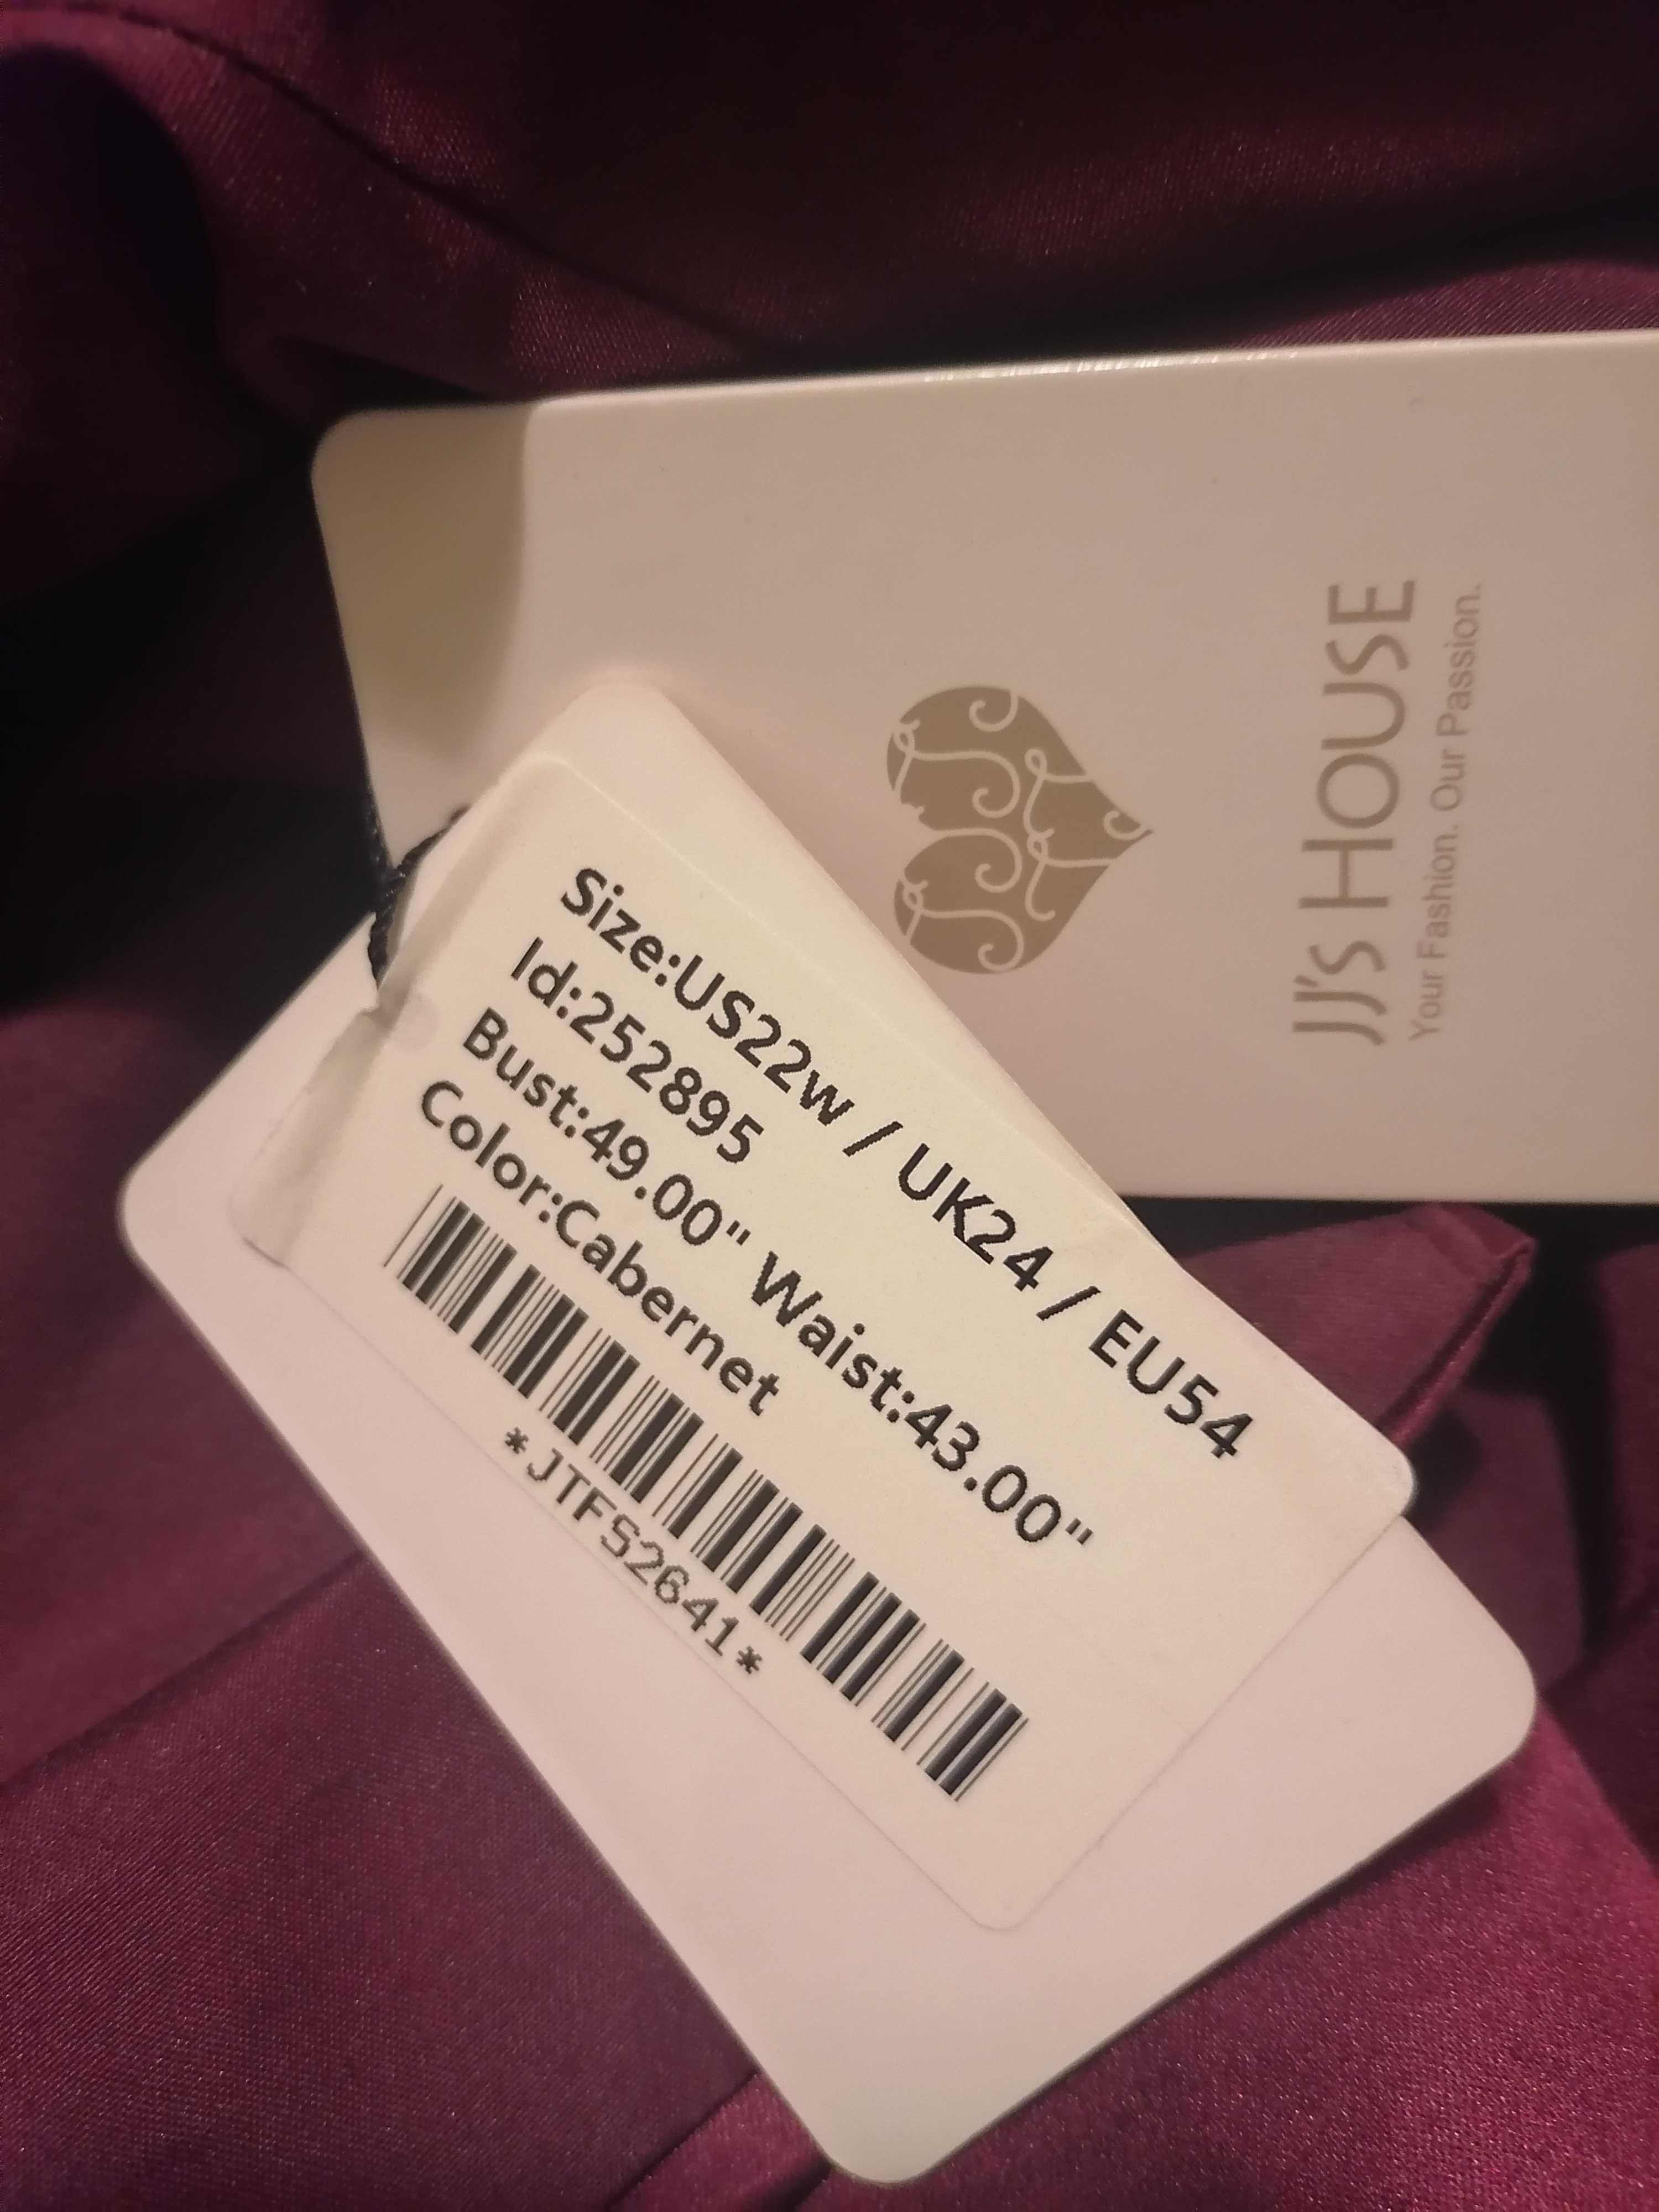 Size:US22w / UK24 / EU54
Id:252895
Bust:49.00" Waist:43.00"
Color:Cabernet
*JTF52641*
JJ's HOUSE
Your Fashion. Our Passion.